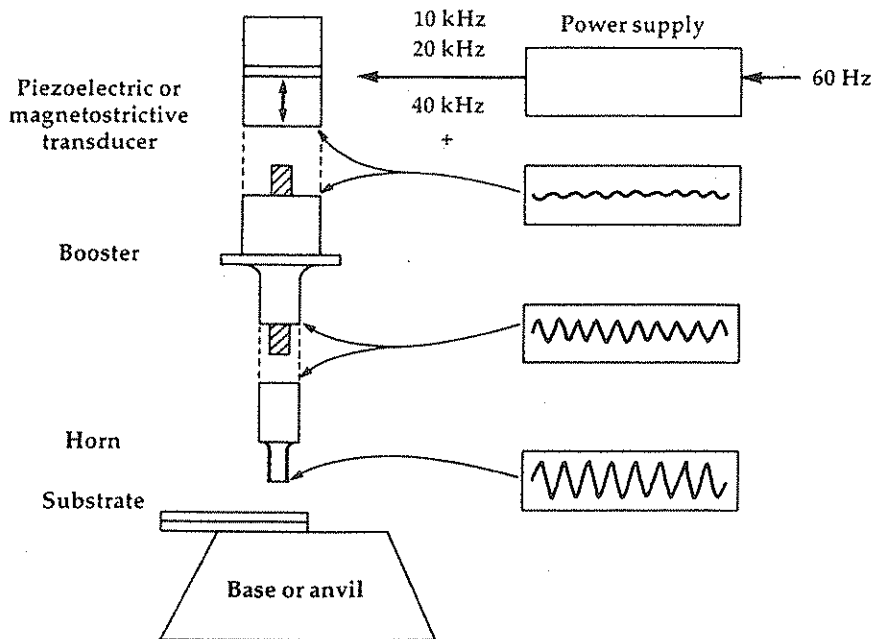 10 kHz
20 kHz
40 kHz
+
Power supply
60 Hz
Piezoelectric or
magnetostrictive
transducer
Booster
Horn
Substrate
Base or anvil